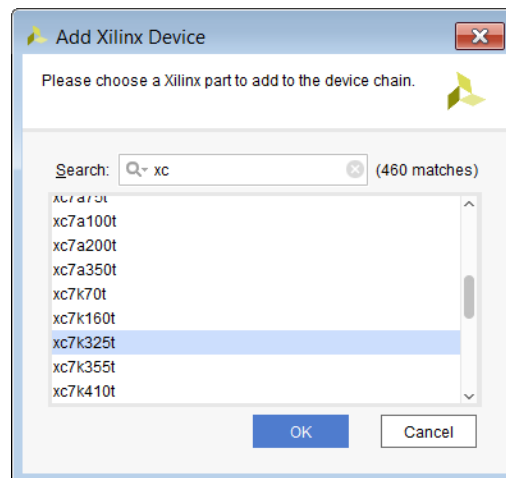 Add Xilinx Device
Please choose a Xilinx part to add to the device chain.
Search: xc (460 matches)
xc7a75t
xc7a100t
xc7a200t
xc7a350t
xc7k70t
xc7k160t
xc7k325t
xc7k355t
xc7k410t
OK Cancel